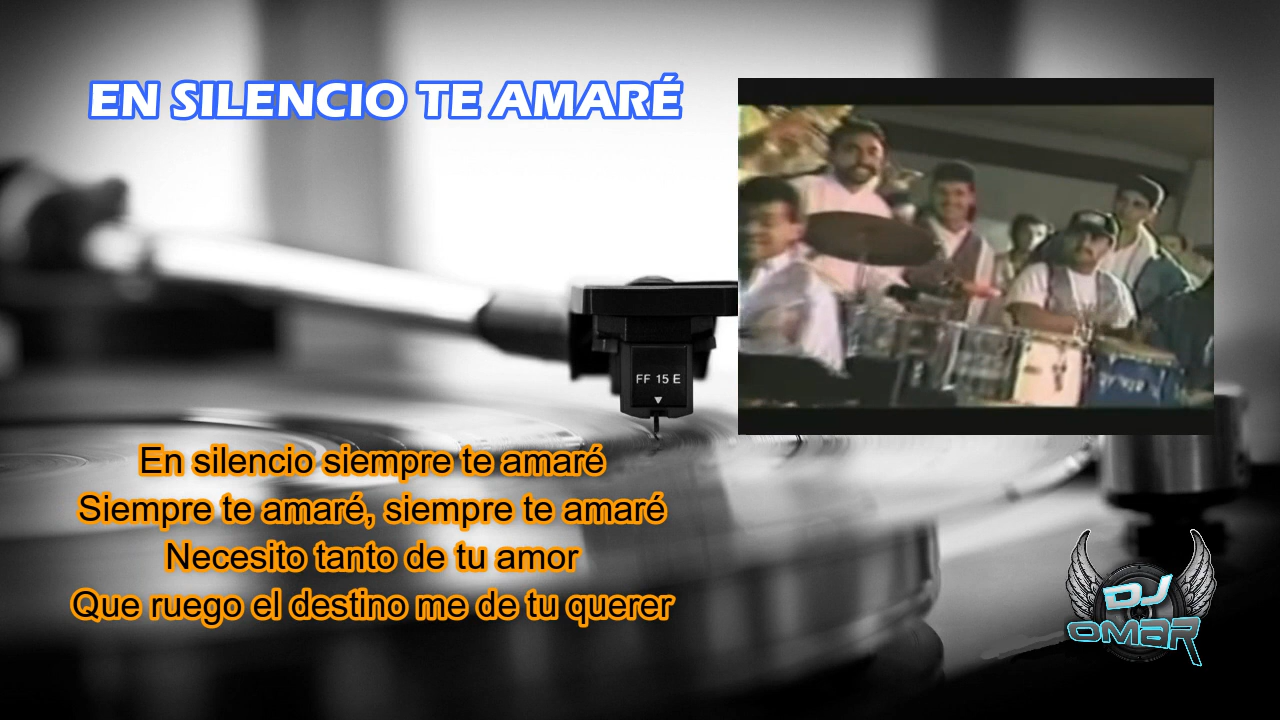 EN SILENCIO TE AMARÉ
FF 15 E
En silencio siempre te amaré
Siempre te amaré, siempre te amaré
Necesito tanto de tu amor
Que ruego el destino me de tu querer
DJ
OMAR